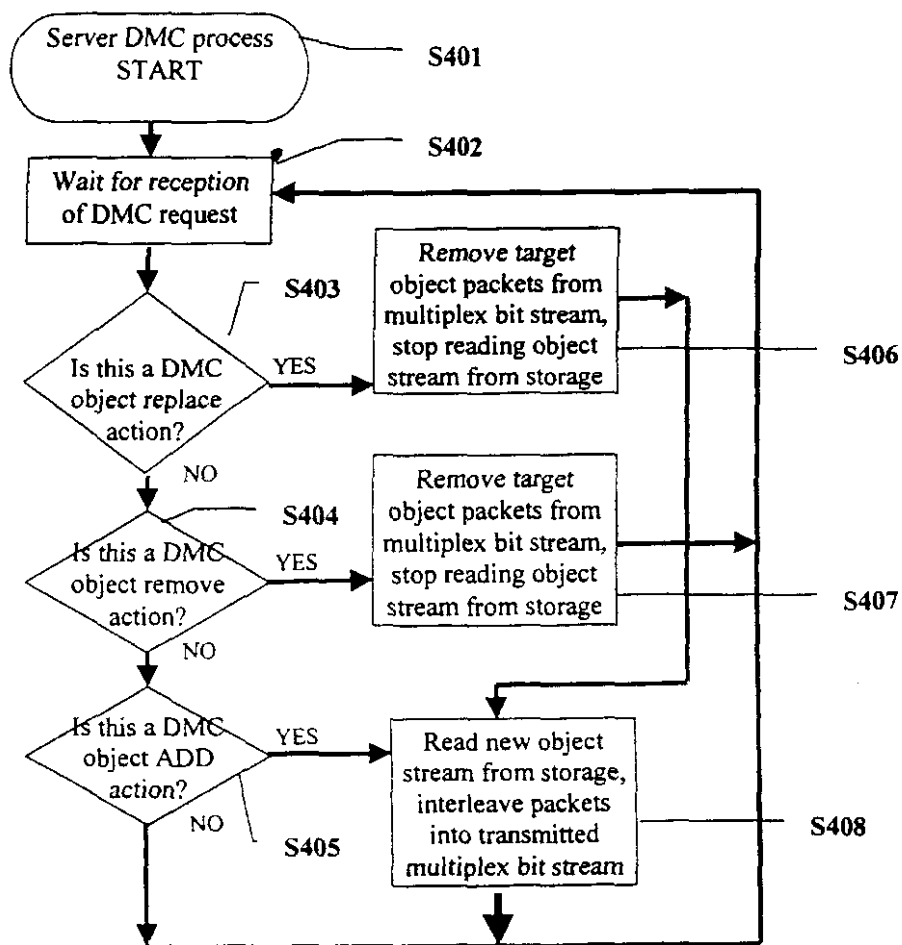 Server DMC process
START
S401
S402
Wait for reception
of DMC request
S403
Is this a DMC
object replace
action?
YES
NO
Remove target
object packets from
multiplex bit stream,
stop reading object
stream from storage
S406
S404
Is this a DMC
object remove
action?
YES
NO
Remove target
object packets from
multiplex bit stream,
stop reading object
stream from storage
S407
Is this a DMC
object ADD
action?
YES
NO
S405
Read new object
stream from storage,
interleave packets
into transmitted
multiplex bit stream
S408